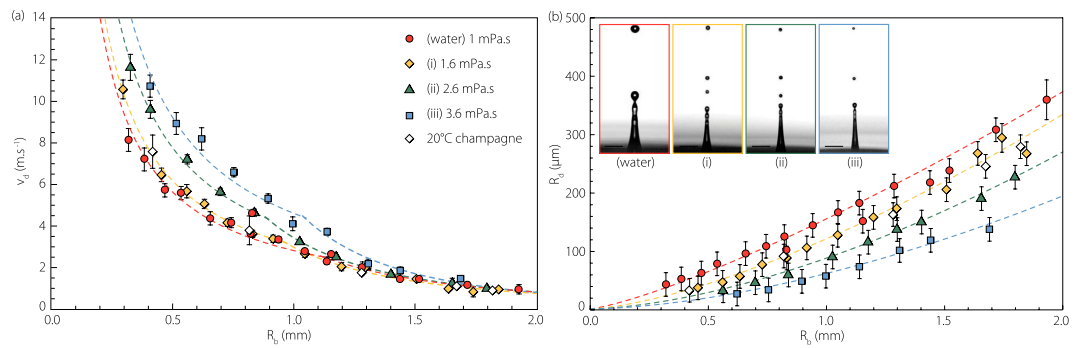 (a)
14
12
10
8
6
4
2
0
v_d (m.s⁻¹)
0.0
0.5
1.0
1.5
2.0
R_b (mm)
(water) 1 mPa.s
(i) 1.6 mPa.s
(ii) 2.6 mPa.s
(iii) 3.6 mPa.s
20°C champagne
(b)
500
400
300
200
100
0
R_d (μm)
0.0
0.5
1.0
1.5
2.0
R_b (mm)
(water)
(i)
(ii)
(iii)